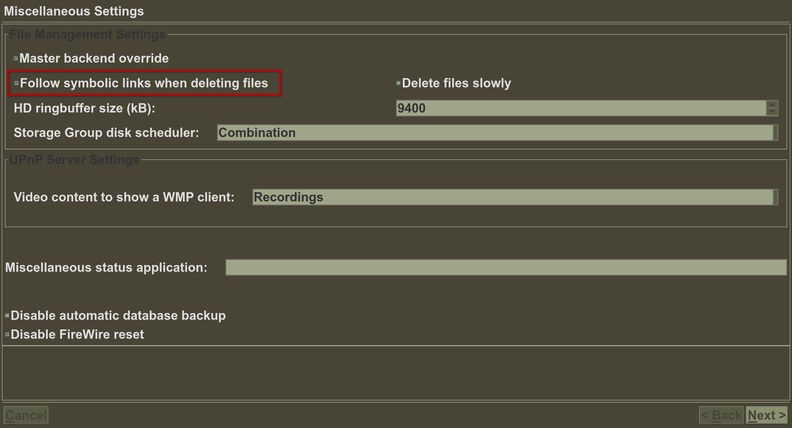 Miscellaneous Settings
File Management Settings
Master backend override
Follow symbolic links when deleting files Delete files slowly
HD ringbuffer size (kB): 9400
Storage Group disk scheduler: Combination
UPnP Server Settings
Video content to show a WMP client: Recordings
Miscellaneous status application:
Disable automatic database backup
Disable FireWire reset
Cancel < Back Next >